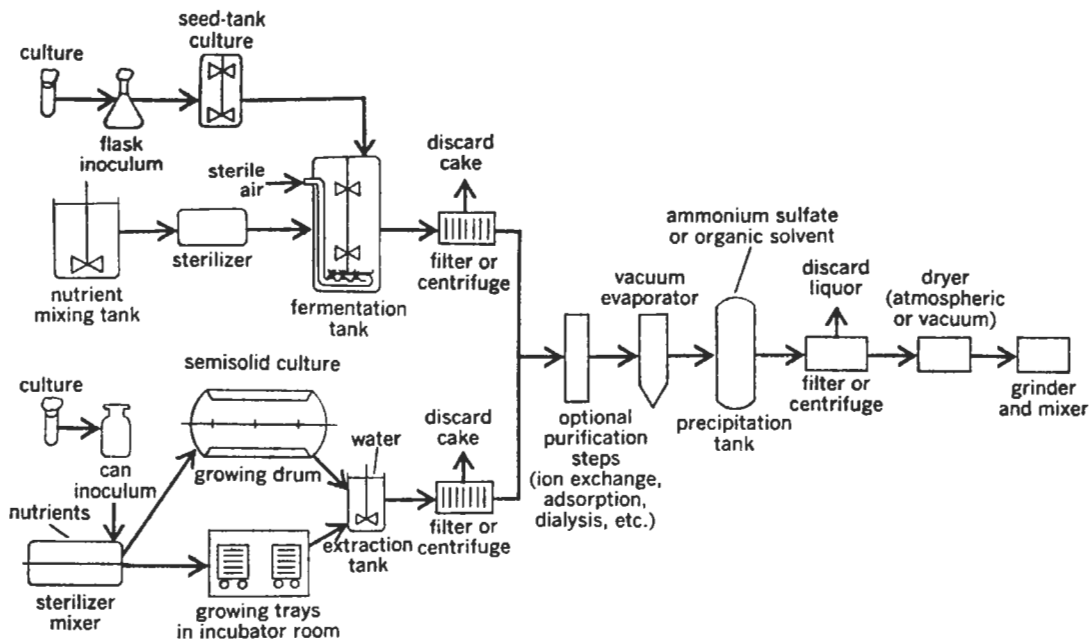 culture
flask
inoculum
seed-tank
culture
nutrient
mixing tank
sterilizer
sterile
air
fermentation
tank
discard
cake
filter or
centrifuge
culture
can
inoculum
nutrients
sterilizer
mixer
semisolid culture
growing drum
growing trays
in incubator room
water
extraction
tank
discard
cake
filter or
centrifuge
optional
purification
steps
(ion exchange,
adsorption,
dialysis, etc.)
vacuum
evaporator
ammonium sulfate
or organic solvent
precipitation
tank
discard
liquor
filter or
centrifuge
dryer
(atmospheric
or vacuum)
grinder
and mixer